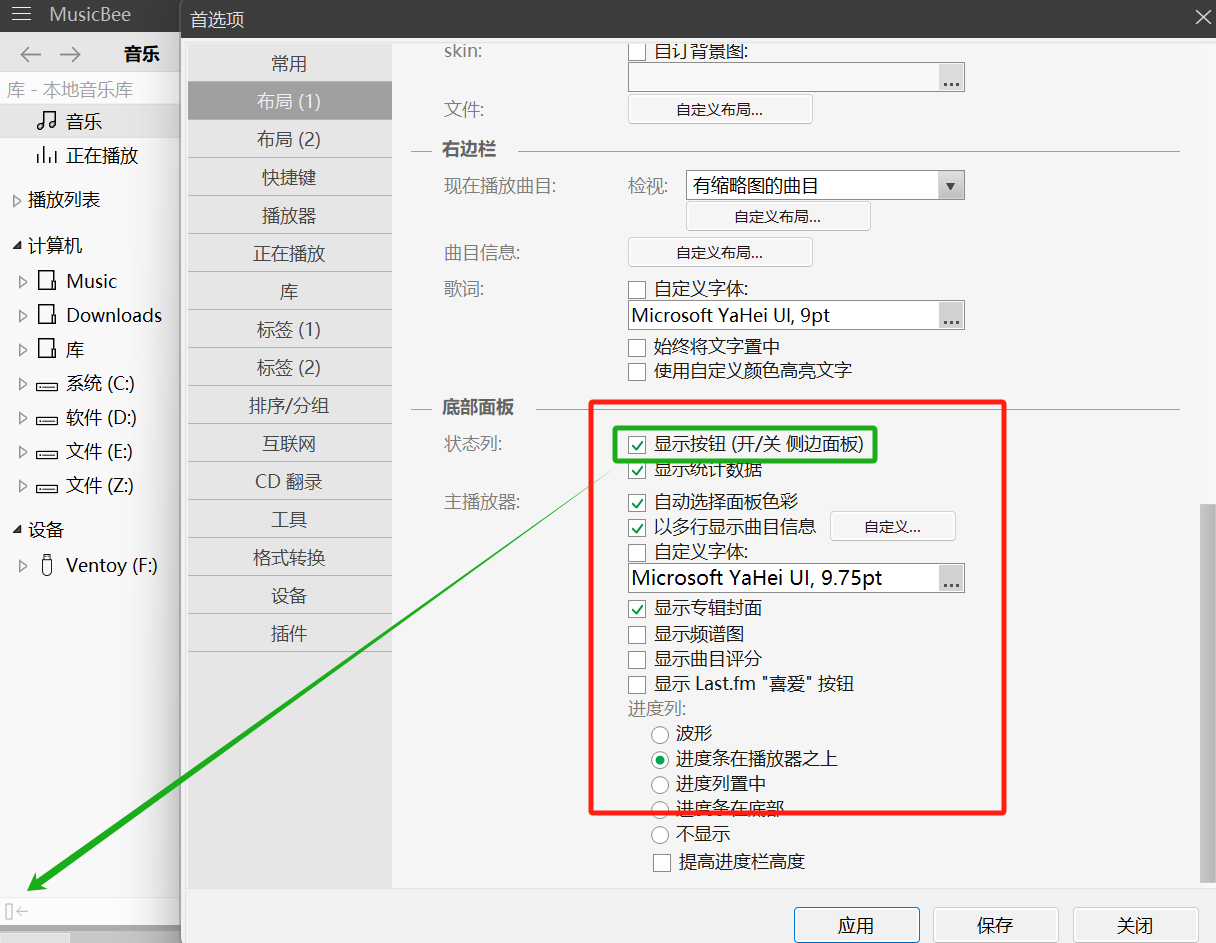 MusicBee
音乐
库 - 本地音乐库
音乐
正在播放
播放列表
计算机
Music
Downloads
库
系统 (C:)
软件 (D:)
文件 (E:)
文件 (Z:)
设备
Ventoy (F:)
首选项
常用
布局 (1)
布局 (2)
快捷键
播放器
正在播放
库
标签 (1)
标签 (2)
排序/分组
互联网
CD 翻录
工具
格式转换
设备
插件
skin:
自订背景图:
...
文件:
自定义布局...
右边栏
现在播放曲目:
检视:
有缩略图的曲目
自定义布局...
曲目信息:
自定义布局...
歌词:
自定义字体:
Microsoft YaHei UI, 9pt
...
始终将文字置中
使用自定义颜色高亮文字
底部面板
状态列:
显示按钮 (开/关 侧边面板)
显示统计数据
主播放器:
自动选择面板色彩
以多行显示曲目信息
自定义...
自定义字体:
Microsoft YaHei UI, 9.75pt
...
显示专辑封面
显示频谱图
显示曲目评分
显示 Last.fm "喜爱" 按钮
进度列:
波形
进度条在播放器之上
进度列置中
进度条在底部
不显示
提高进度栏高度
应用
保存
关闭